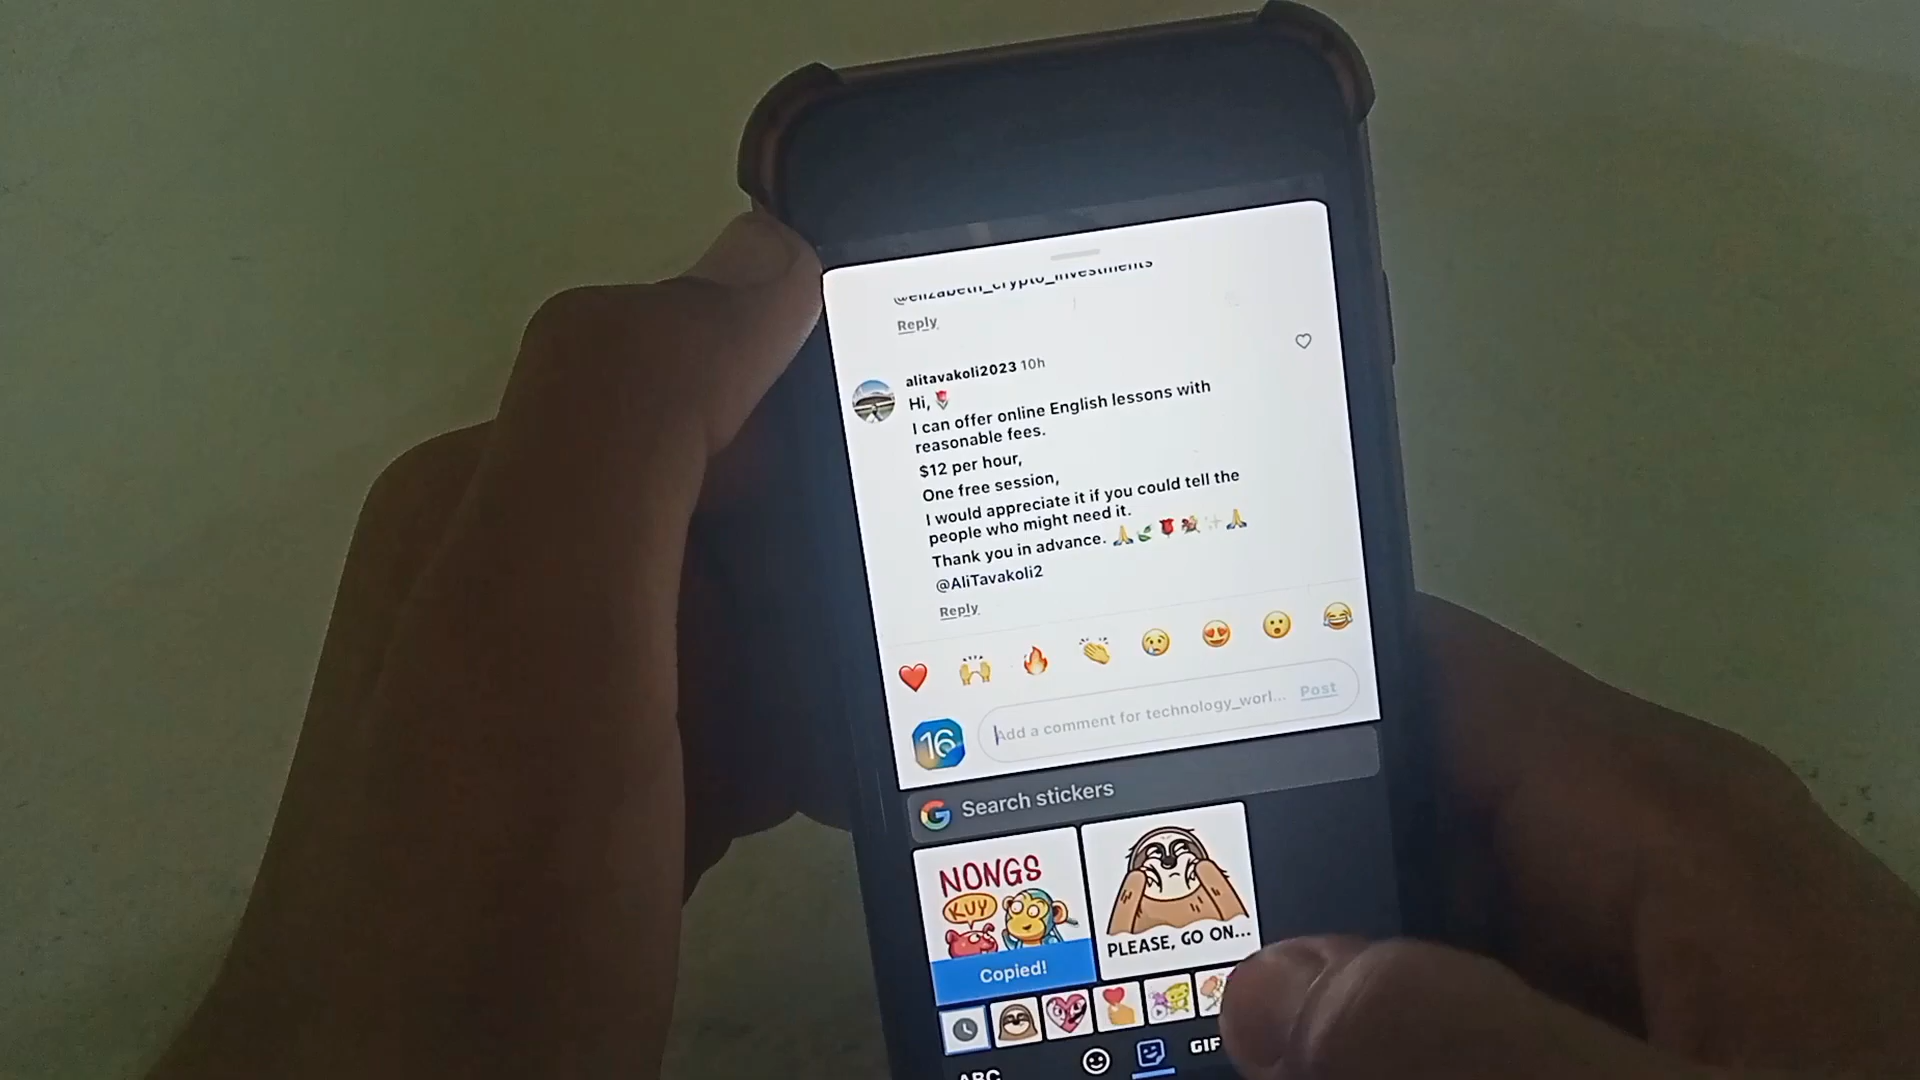 @elizabeth_crypto_investments
Reply
alitavakoli2023 10h
Hi, 🌷
I can offer online English lessons with
reasonable fees.
$12 per hour,
One free session,
I would appreciate it if you could tell the
people who might need it.
Thank you in advance. 🙏🌿🌹💐✨🙏
@AliTavakoli2
Reply
❤️🙌🔥👏😢😍😮😂
16
Add a comment for technology_worl... Post
G Search stickers
NONGS
KUY
Copied!
PLEASE, GO ON...
ABC
GIF